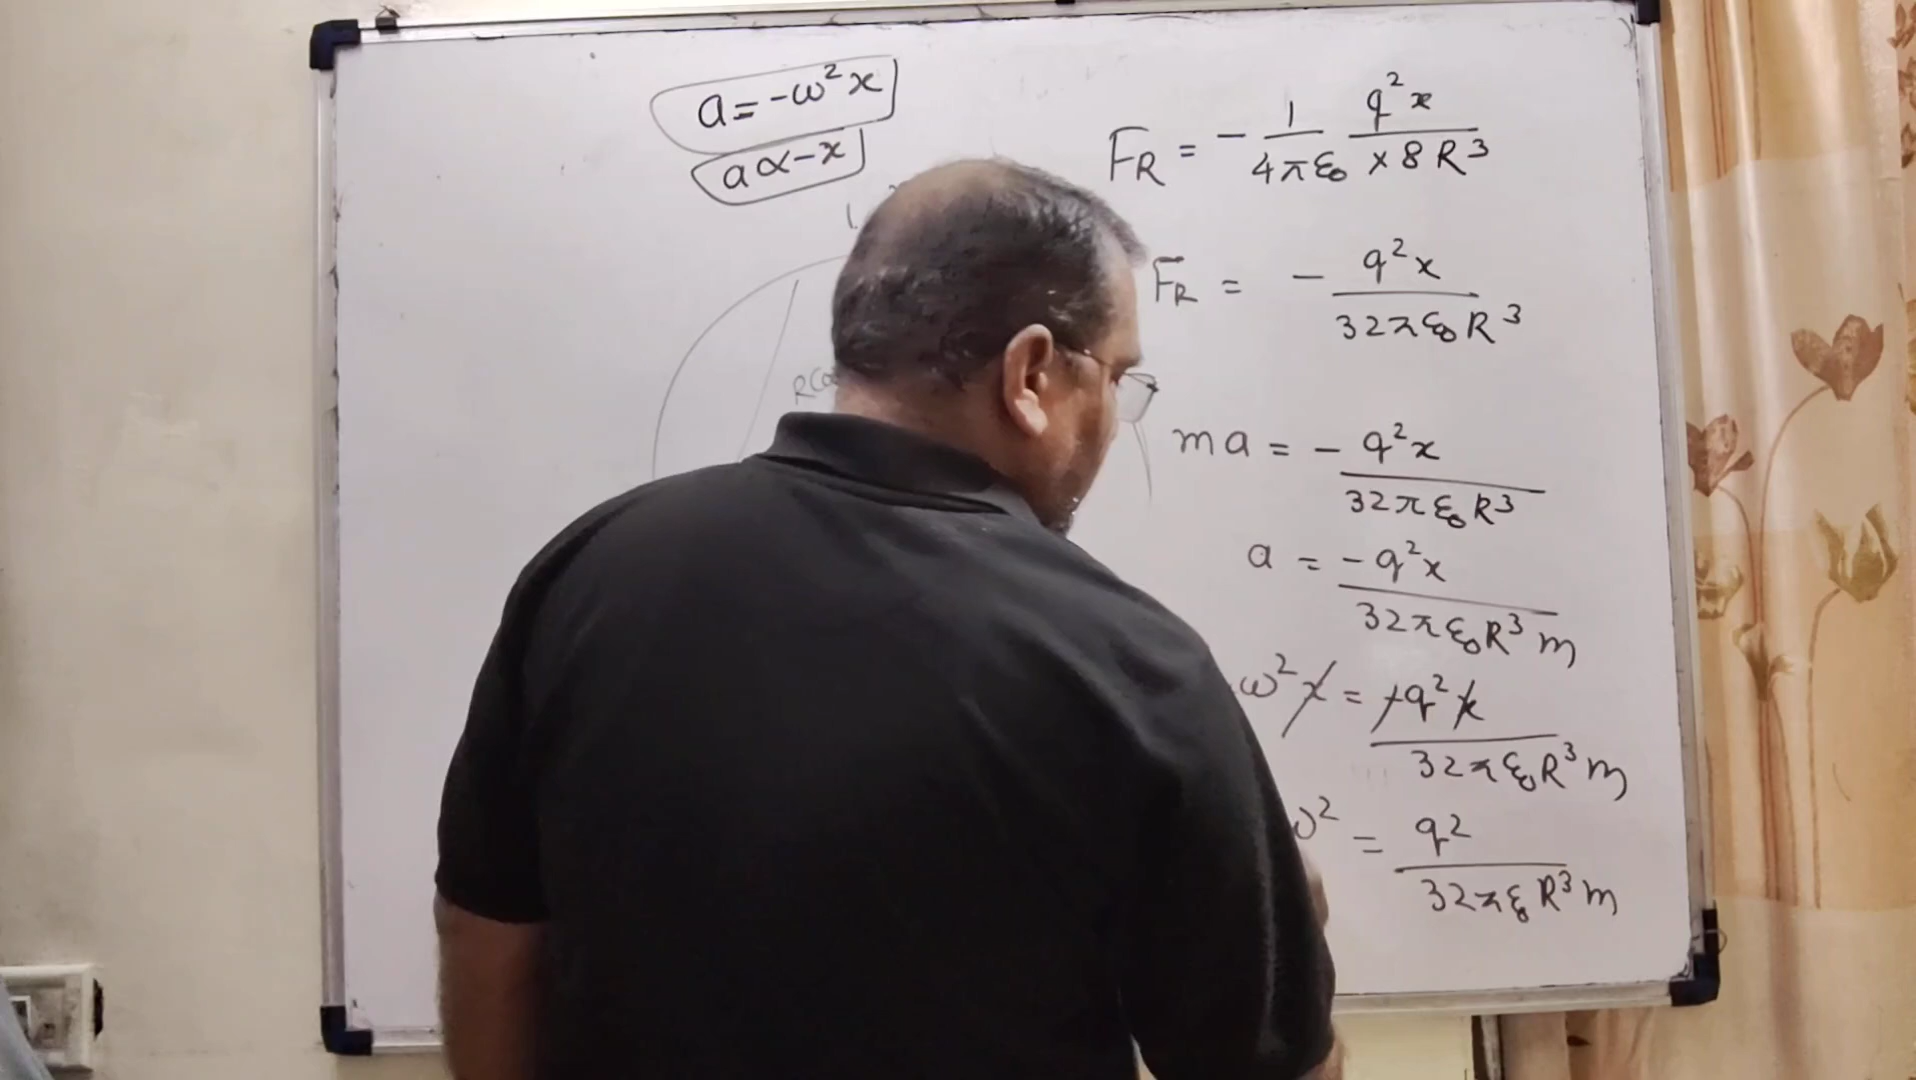 a = -ω²x
a ∝ -x
F_R = - 1/4πε₀ q²x/×8R³
F_R = - q²x/32πε₀R³
ma = - q²x/32πε₀R³
a = -q²x/32πε₀R³m
ω²x = -q²x/32πε₀R³m
ω² = q²/32πε₀R³m